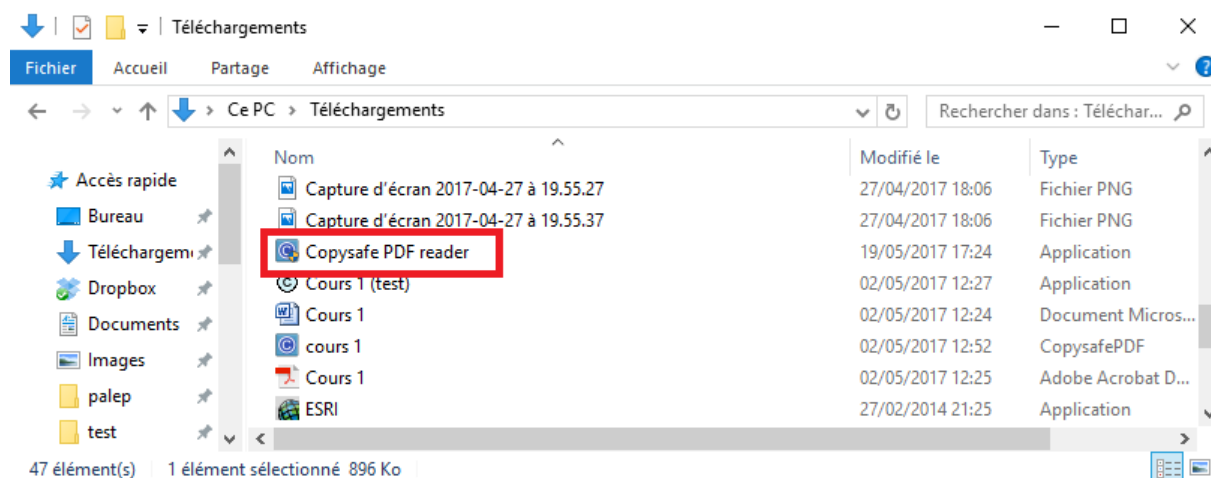 Téléchargements
Fichier Accueil Partage Affichage
Ce PC > Téléchargements Rechercher dans : Téléchar...
Nom Modifié le Type
Accès rapide
Bureau
Téléchargem
Dropbox
Documents
Images
palep
test
Capture d'écran 2017-04-27 à 19.55.27 27/04/2017 18:06 Fichier PNG
Capture d'écran 2017-04-27 à 19.55.37 27/04/2017 18:06 Fichier PNG
Copysafe PDF reader 19/05/2017 17:24 Application
Cours 1 (test) 02/05/2017 12:27 Application
Cours 1 02/05/2017 12:24 Document Micros...
cours 1 02/05/2017 12:52 CopysafePDF
Cours 1 02/05/2017 12:25 Adobe Acrobat D...
ESRI 27/02/2014 21:25 Application
47 élément(s) 1 élément sélectionné 896 Ko